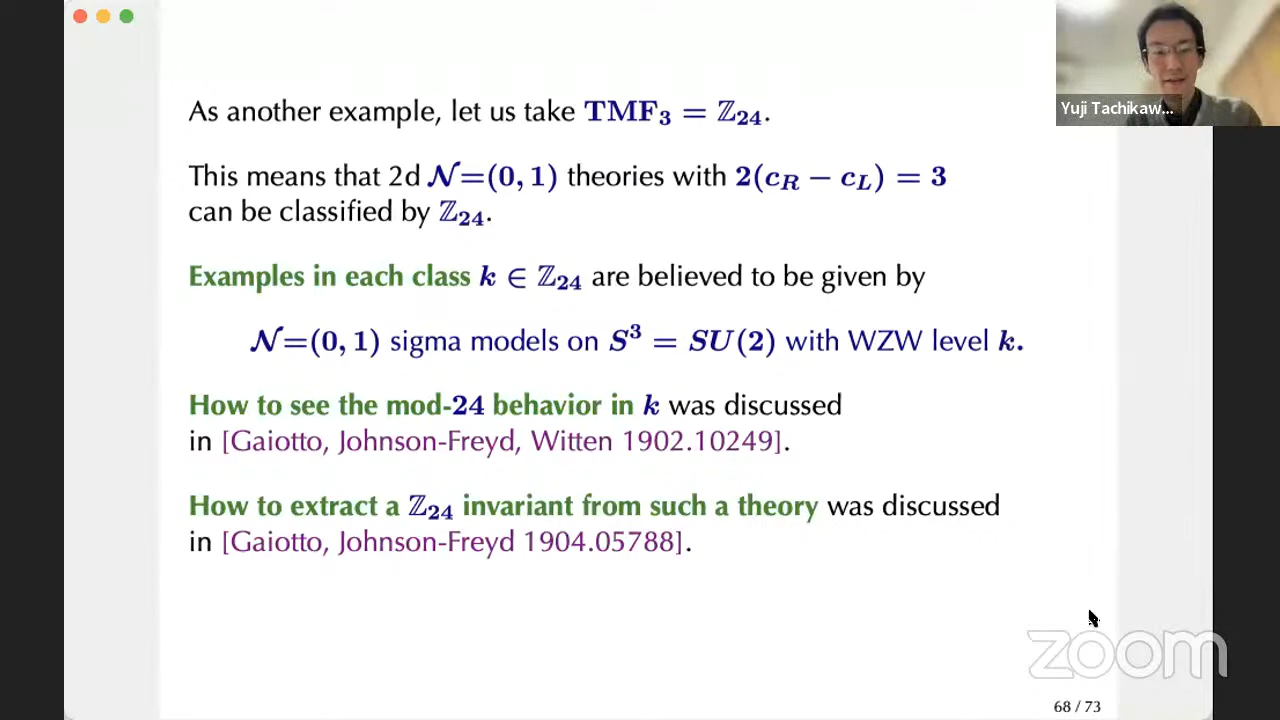 Yuji Tachikaw...
As another example, let us take TMF₃ = ℤ₂₄.
This means that 2d 𝒩=(0, 1) theories with 2(c_R − c_L) = 3
can be classified by ℤ₂₄.
Examples in each class k ∈ ℤ₂₄ are believed to be given by
𝒩=(0, 1) sigma models on S³ = SU(2) with WZW level k.
How to see the mod-24 behavior in k was discussed
in [Gaiotto, Johnson-Freyd, Witten 1902.10249].
How to extract a ℤ₂₄ invariant from such a theory was discussed
in [Gaiotto, Johnson-Freyd 1904.05788].
zoom
68 / 73